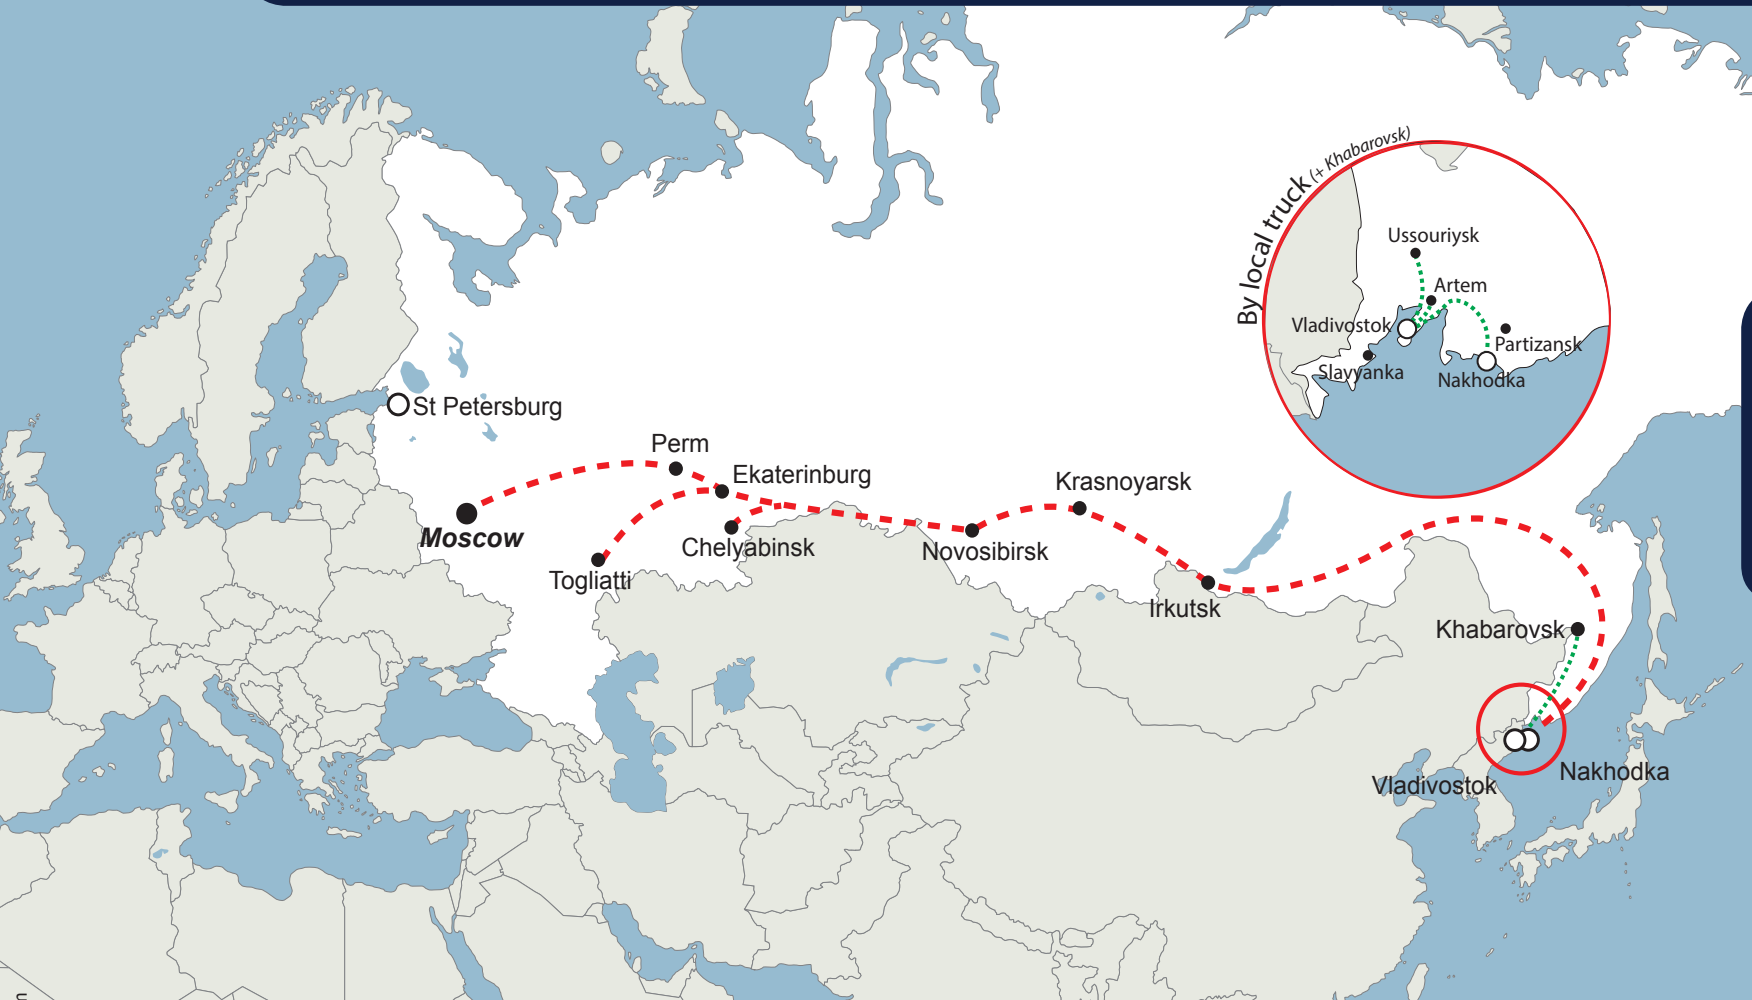 By local truck (+ Khabarovsk)
Ussouriysk
Artem
Vladivostok
Partizansk
Slavyanka
Nakhodka
St Petersburg
Perm
Ekaterinburg
Krasnoyarsk
Moscow
Chelyabinsk
Novosibirsk
Togliatti
Irkutsk
Khabarovsk
Nakhodka
Vladivostok